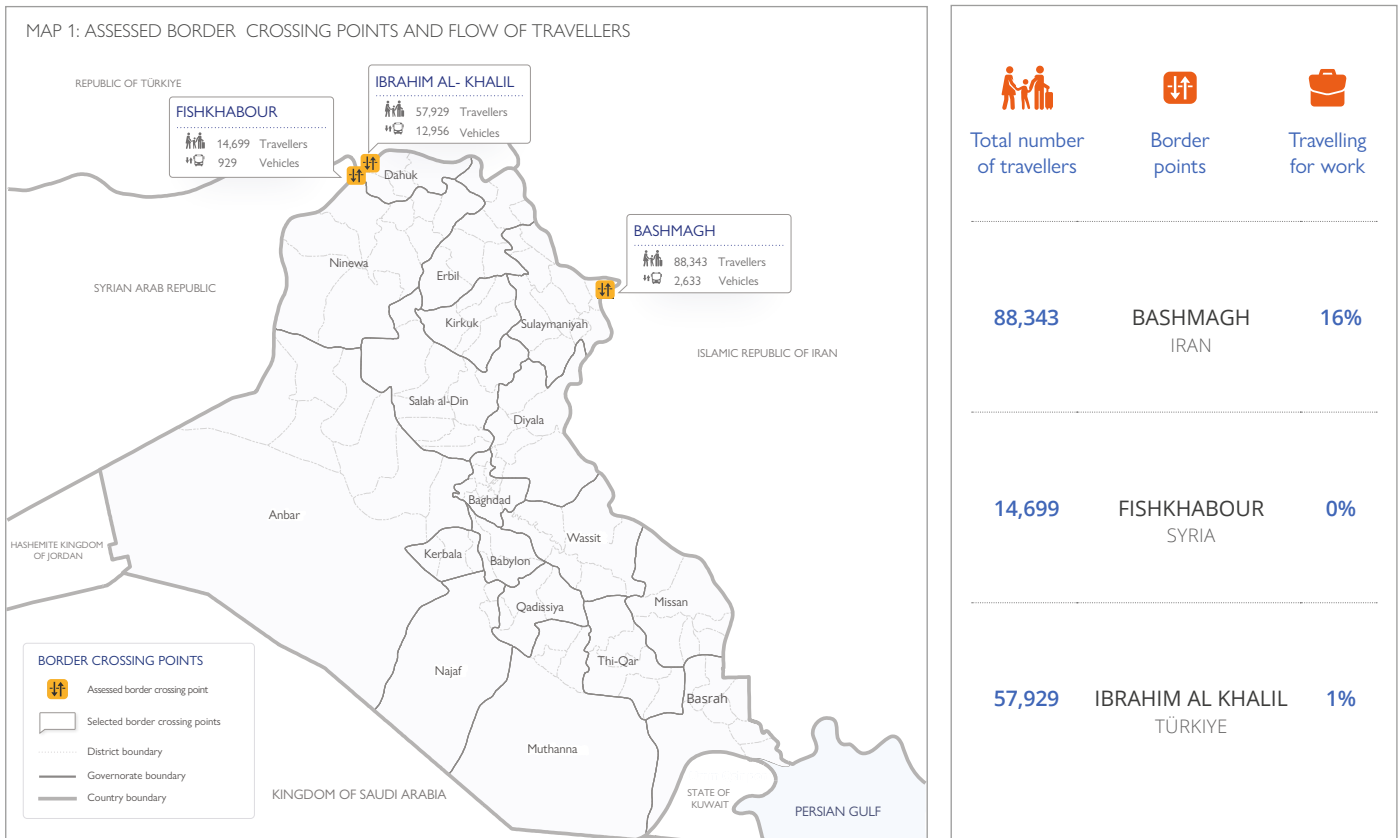 MAP 1: ASSESSED BORDER CROSSING POINTS AND FLOW OF TRAVELLERS
REPUBLIC OF TÜRKIYE
IBRAHIM AL- KHALIL
57,929 Travellers
12,956 Vehicles
FISHKHABOUR
14,699 Travellers
929 Vehicles
Dahuk
BASHMAGH
88,343 Travellers
2,633 Vehicles
Ninewa
Erbil
SYRIAN ARAB REPUBLIC
Kirkuk
Sulaymaniyah
ISLAMIC REPUBLIC OF IRAN
Salah al-Din
Diyala
Baghdad
Anbar
Wassit
HASHEMITE KINGDOM
OF JORDAN
Kerbala
Babylon
Qadissiya
Missan
Najaf
Thi-Qar
Basrah
Muthanna
BORDER CROSSING POINTS
Assessed border crossing point
Selected border crossing points
District boundary
Governorate boundary
Country boundary
KINGDOM OF SAUDI ARABIA
STATE OF
KUWAIT
PERSIAN GULF
Total number
of travellers
Border
points
Travelling
for work
88,343 BASHMAGH 16%
IRAN
14,699 FISHKHABOUR 0%
SYRIA
57,929 IBRAHIM AL KHALIL 1%
TÜRKIYE